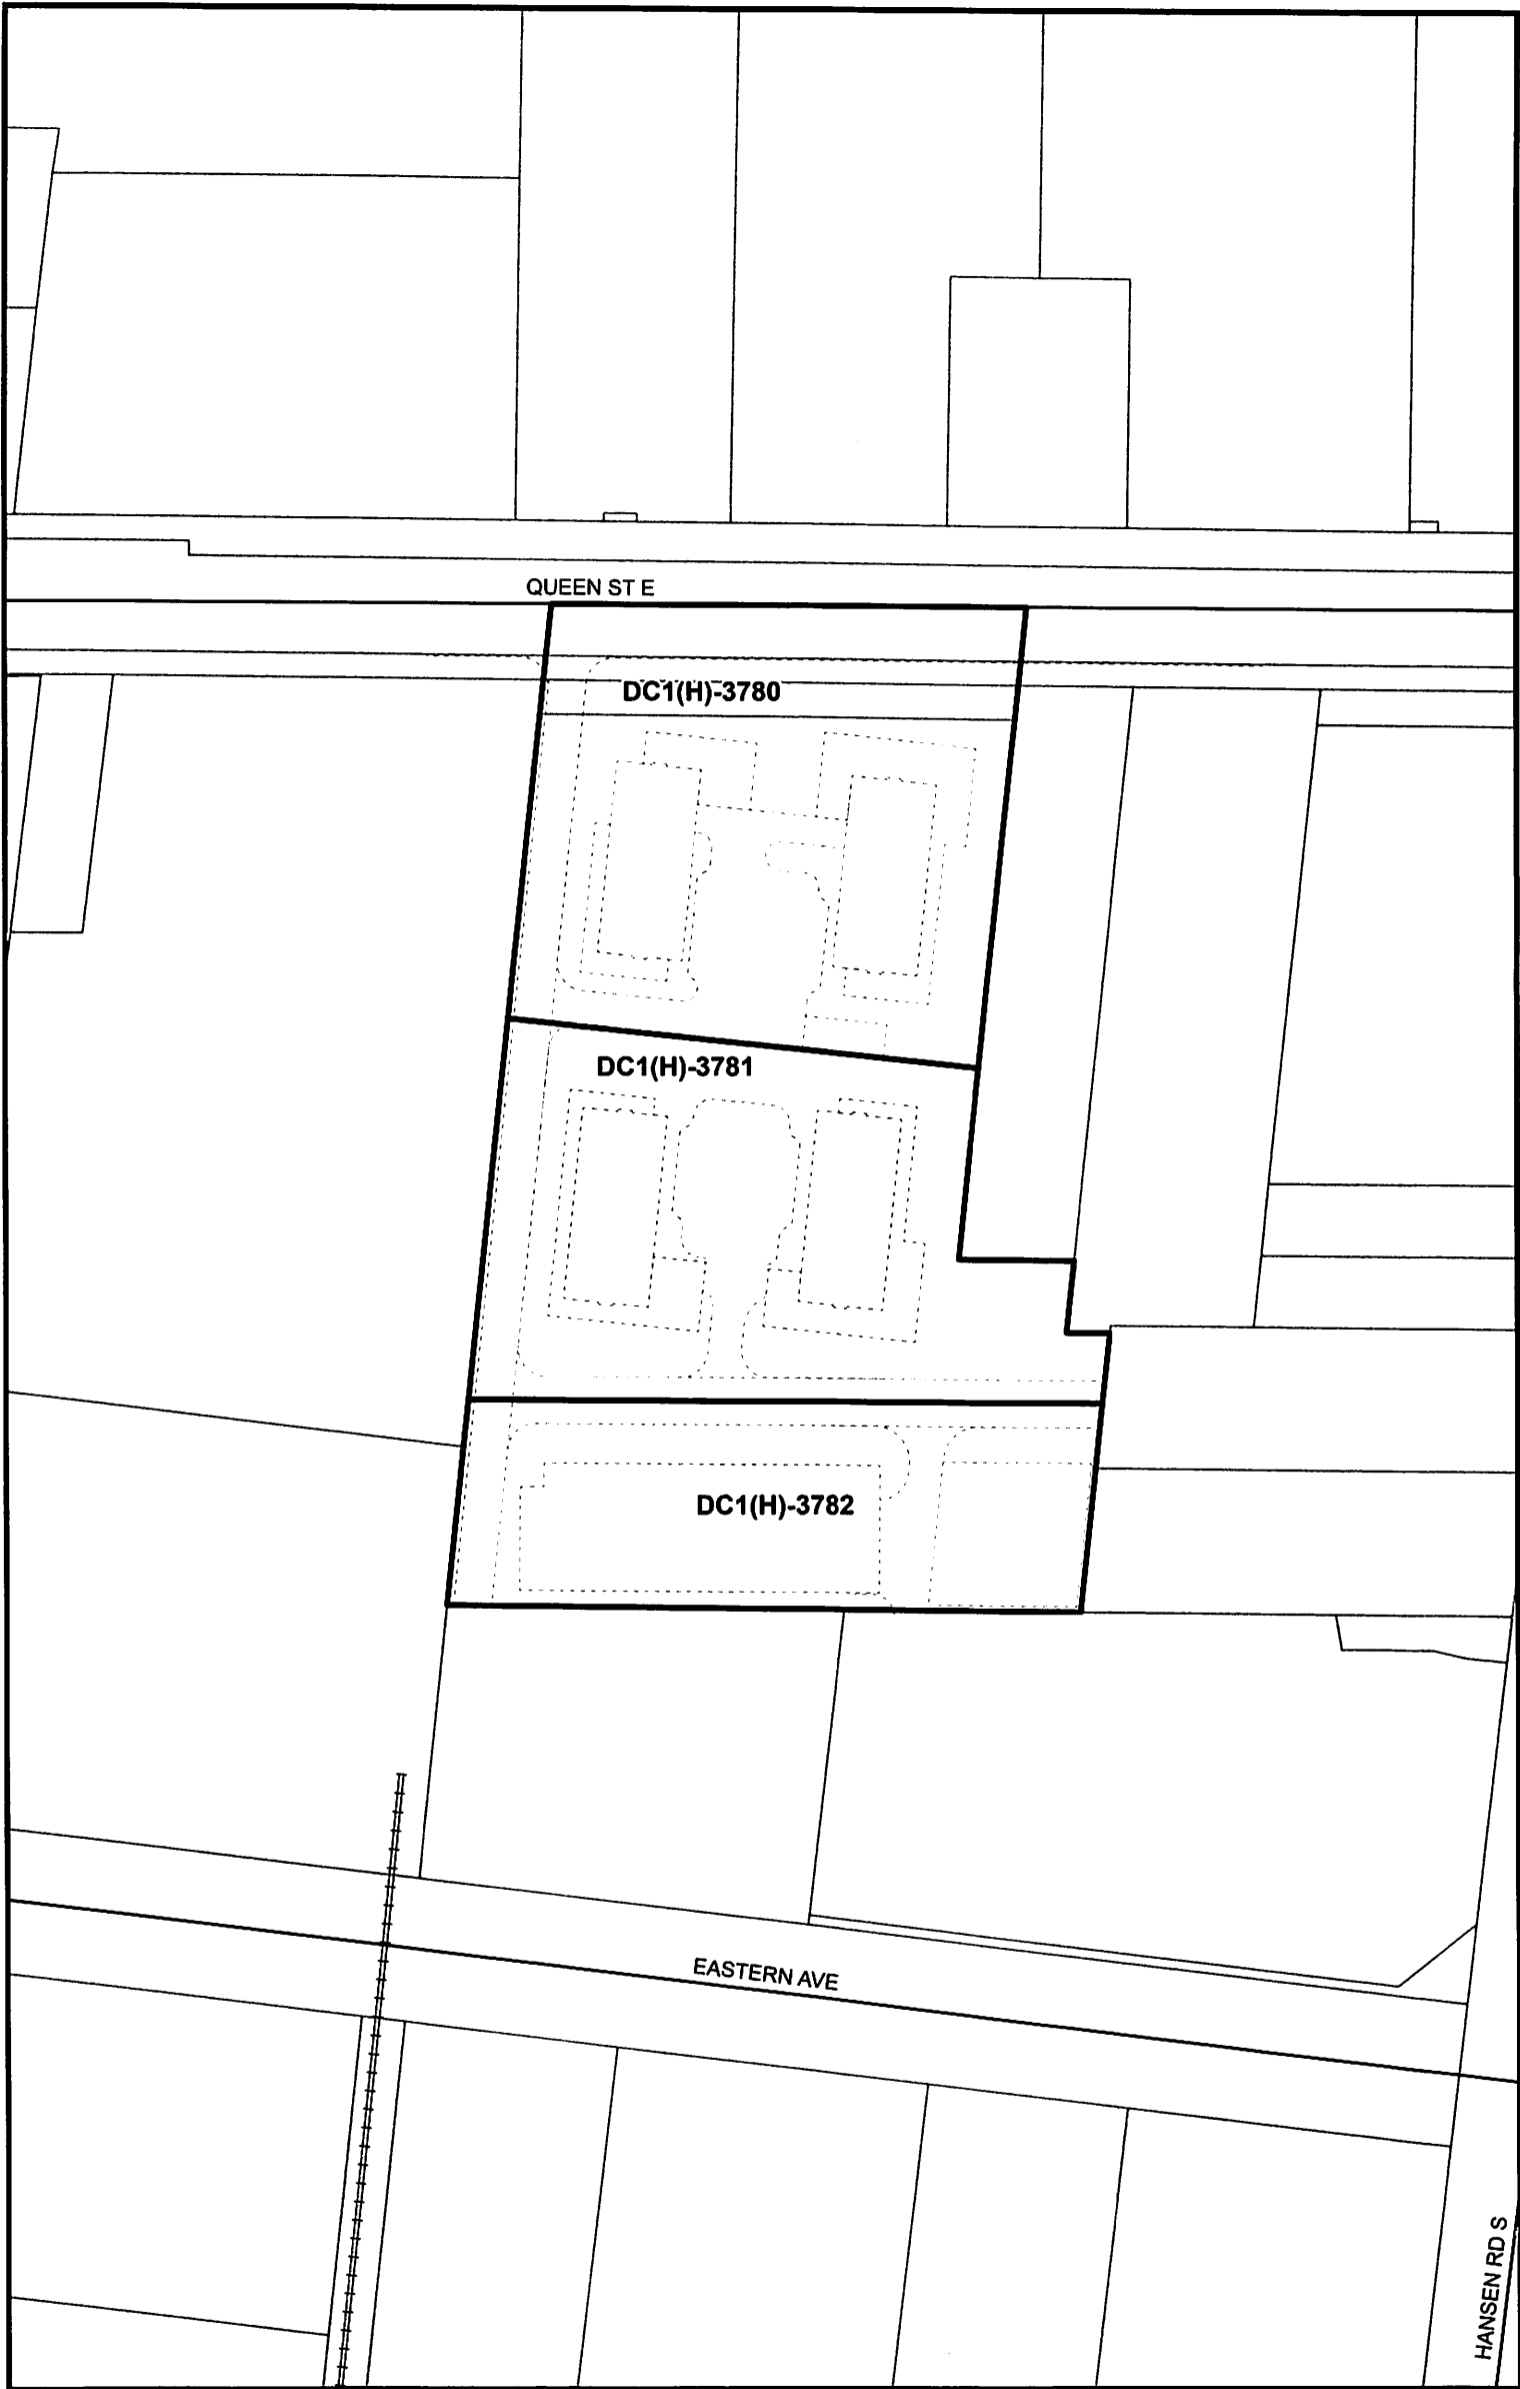 QUEEN ST E
DC1(H)-3780
DC1(H)-3781
DC1(H)-3782
EASTERN AVE
HANSEN RD S